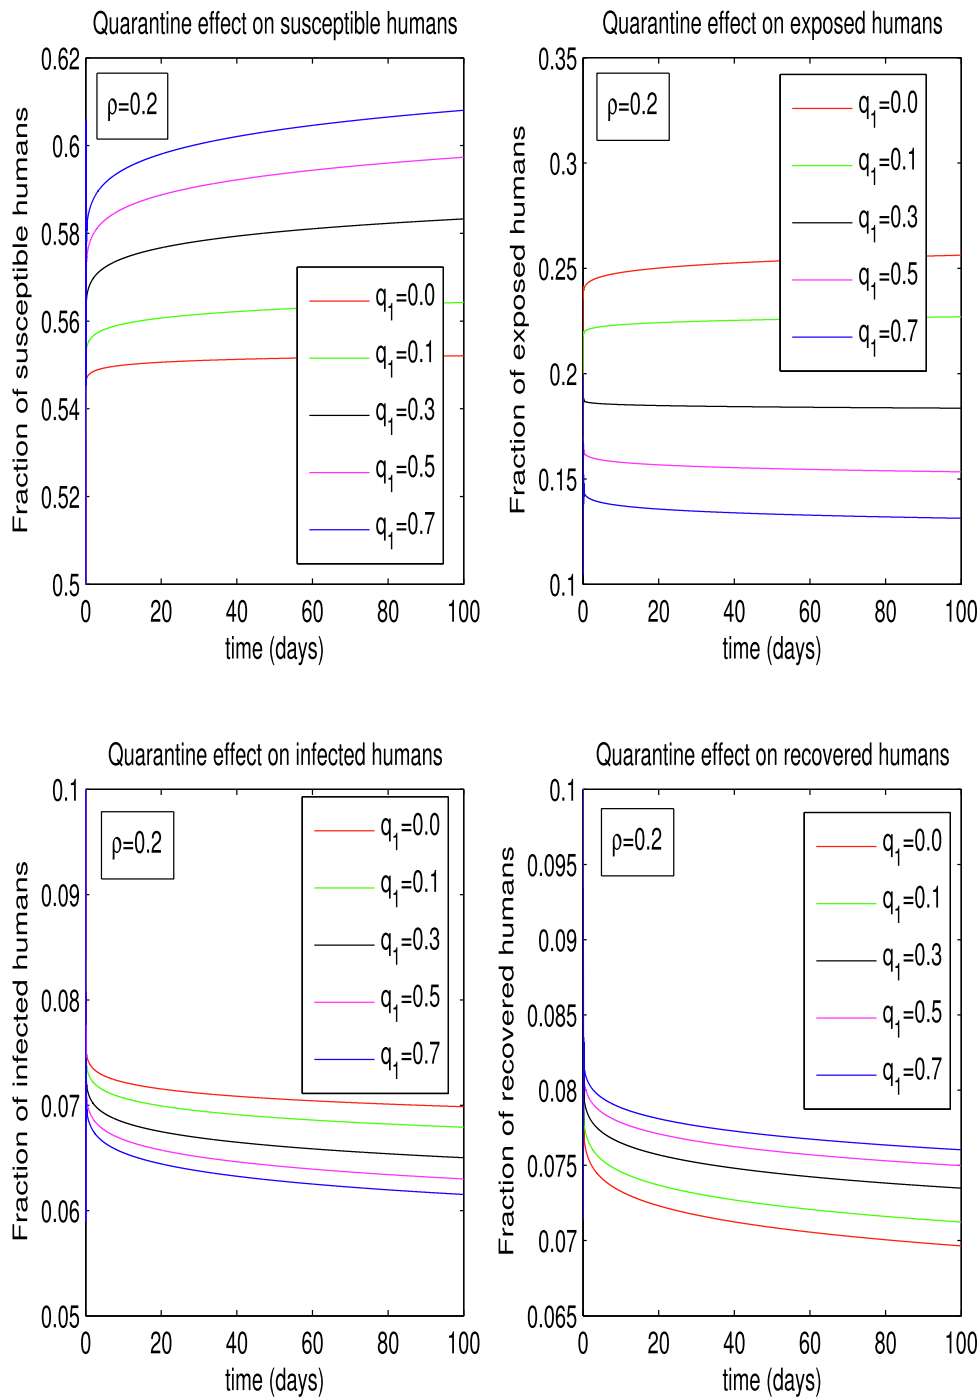 Quarantine effect on susceptible humans
0.62
0.6
0.58
0.56
0.54
0.52
0.5
Fraction of susceptible humans
ρ=0.2
q1=0.0
q1=0.1
q1=0.3
q1=0.5
q1=0.7
0 20 40 60 80 100
time (days)
Quarantine effect on exposed humans
0.35
0.3
0.25
0.2
0.15
0.1
Fraction of exposed humans
ρ=0.2
q1=0.0
q1=0.1
q1=0.3
q1=0.5
q1=0.7
0 20 40 60 80 100
time (days)
Quarantine effect on infected humans
0.1
0.09
0.08
0.07
0.06
0.05
Fraction of infected humans
ρ=0.2
q1=0.0
q1=0.1
q1=0.3
q1=0.5
q1=0.7
0 20 40 60 80 100
time (days)
Quarantine effect on recovered humans
0.1
0.095
0.09
0.085
0.08
0.075
0.07
0.065
Fraction of recovered humans
ρ=0.2
q1=0.0
q1=0.1
q1=0.3
q1=0.5
q1=0.7
0 20 40 60 80 100
time (days)